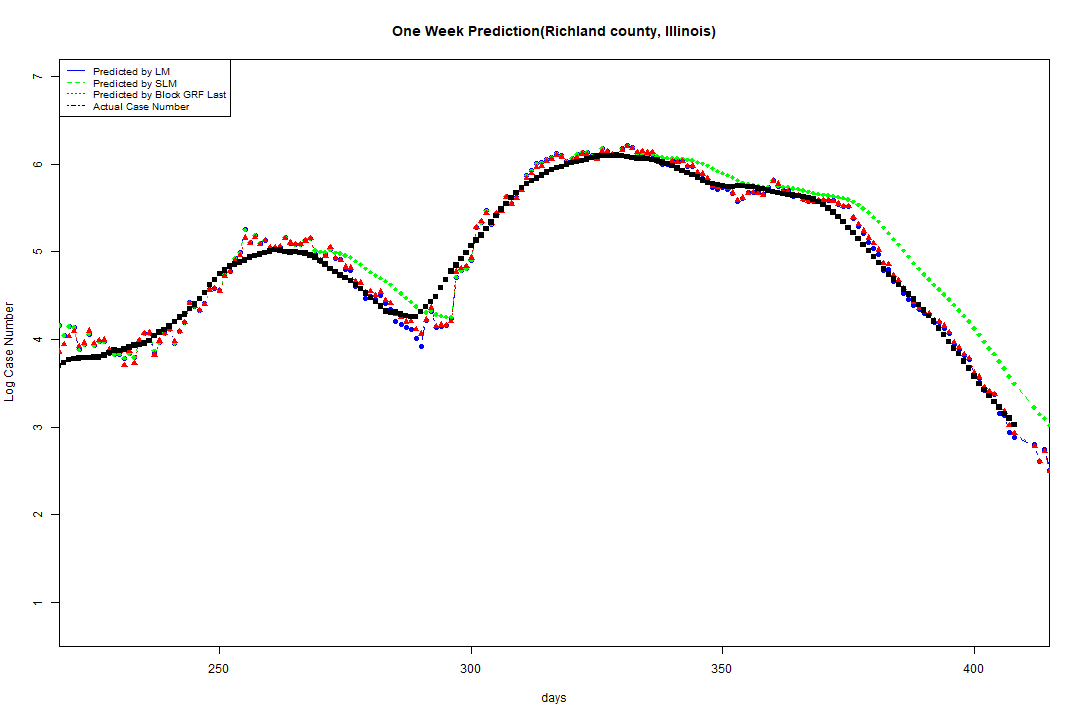 One Week Prediction(Richland county, Illinois)
Predicted by LM
Predicted by SLM
Predicted by Block GRF Last
Actual Case Number
7
6
5
4
3
2
1
Log Case Number
250 300 350 400
days